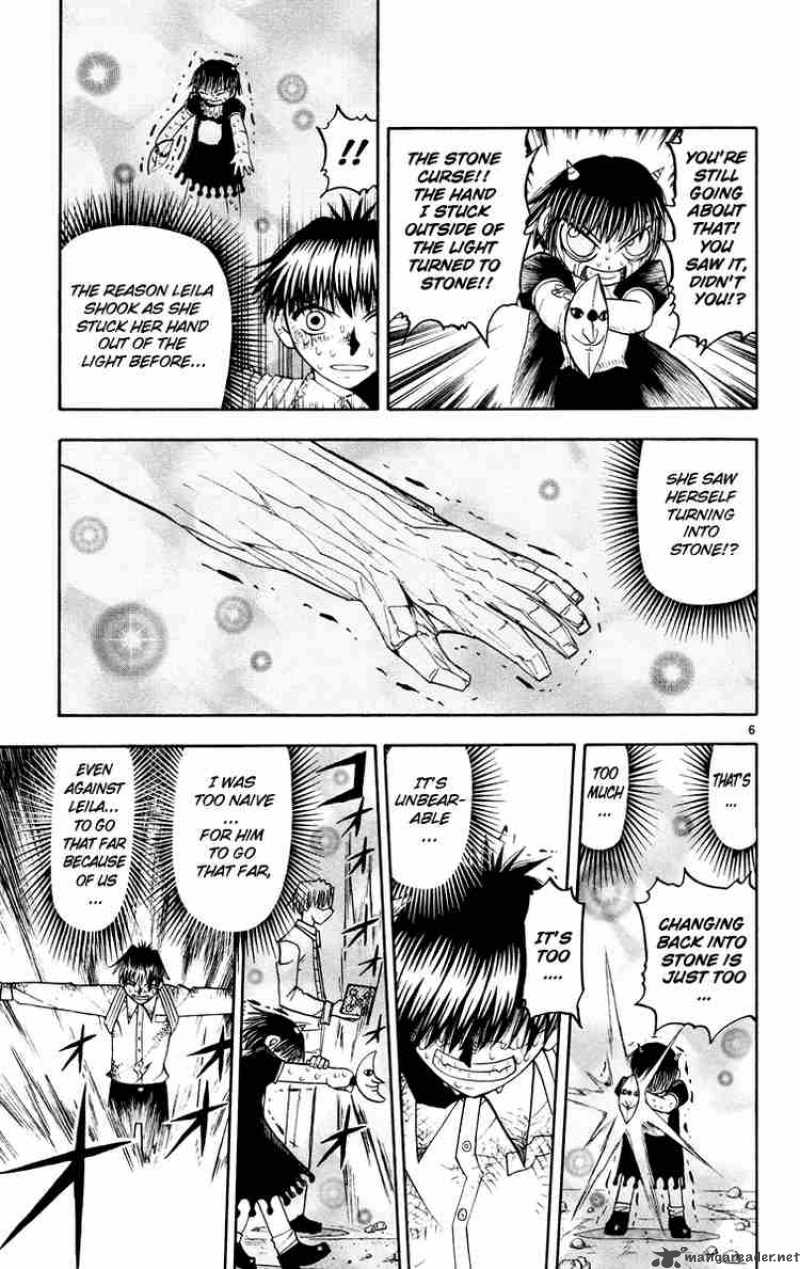 YOU'RE
STILL
GOING
ABOUT
THAT!
YOU
SAW IT,
DIDN'T
YOU!?
THE STONE
CURSE!!
THE HAND
I STUCK
OUTSIDE OF
THE LIGHT
TURNED TO
STONE!!
!!
THE REASON LEILA
SHOOK AS SHE
STUCK HER HAND
OUT OF THE
LIGHT BEFORE...
SHE SAW
HERSELF
TURNING
INTO
STONE!?
6
THAT'S
...
TOO
MUCH
...
CHANGING
BACK INTO
STONE IS
JUST TOO
...
IT'S
TOO
....
IT'S
UNBEAR-
ABLE
...
I WAS
TOO NAIVE
...
FOR HIM
TO GO
THAT FAR,
EVEN
AGAINST
LEILA...
TO GO
THAT FAR
BECAUSE
OF US
...
mangareader.net